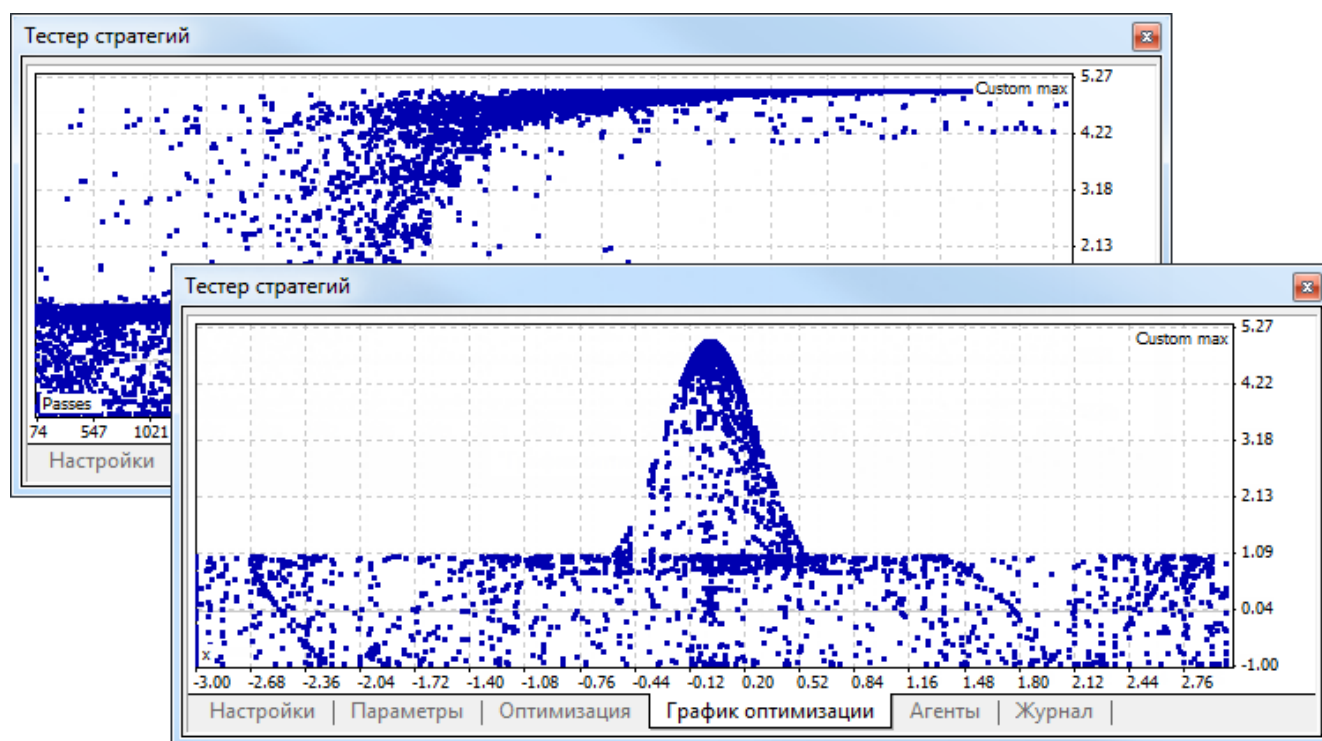 Тестер стратегий
Custom max
5.27
4.22
3.18
2.13
Passes
74 547 1021
Настройки
Тестер стратегий
Custom max
5.27
4.22
3.18
2.13
1.09
0.04
-1.00
x
-3.00 -2.68 -2.36 -2.04 -1.72 -1.40 -1.08 -0.76 -0.44 -0.12 0.20 0.52 0.84 1.16 1.48 1.80 2.12 2.44 2.76
Настройки | Параметры | Оптимизация | График оптимизации | Агенты | Журнал |